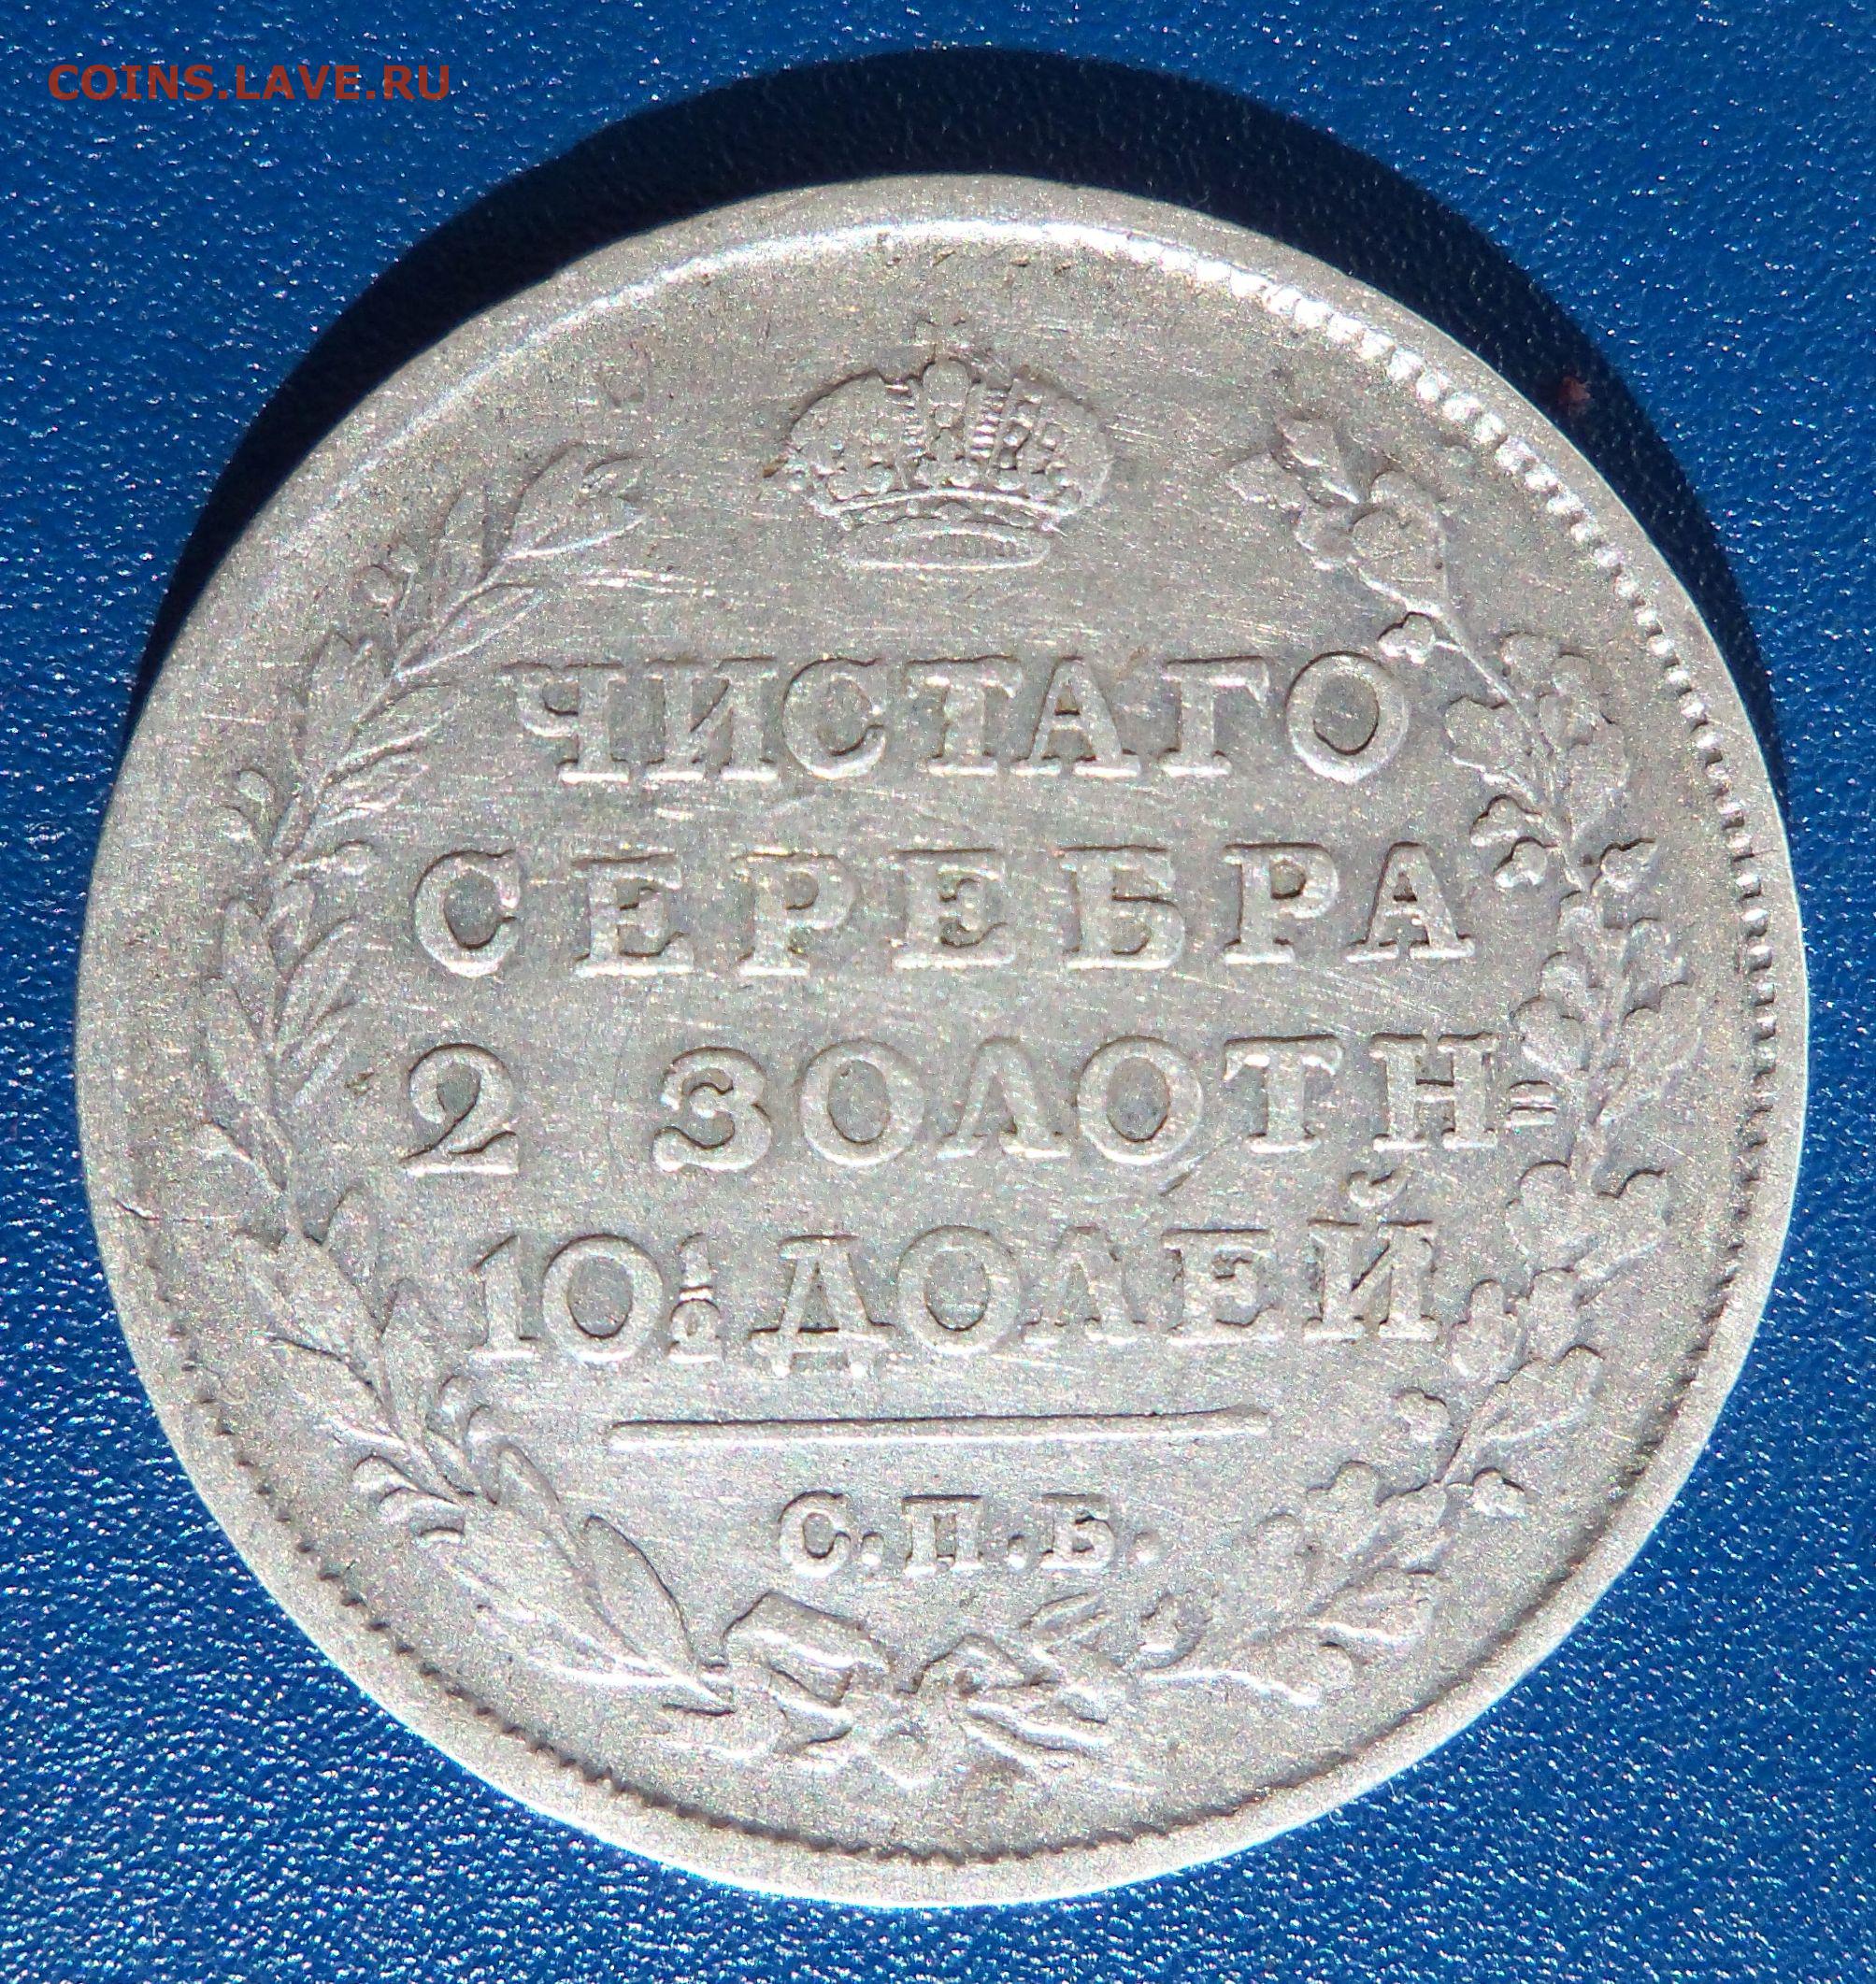 COINS.LAVE.RU
ЧИСТАГО
СЕРЕБРА
2 ЗОЛОТН=
10½ ДОЛЕЙ
С.П.Б.